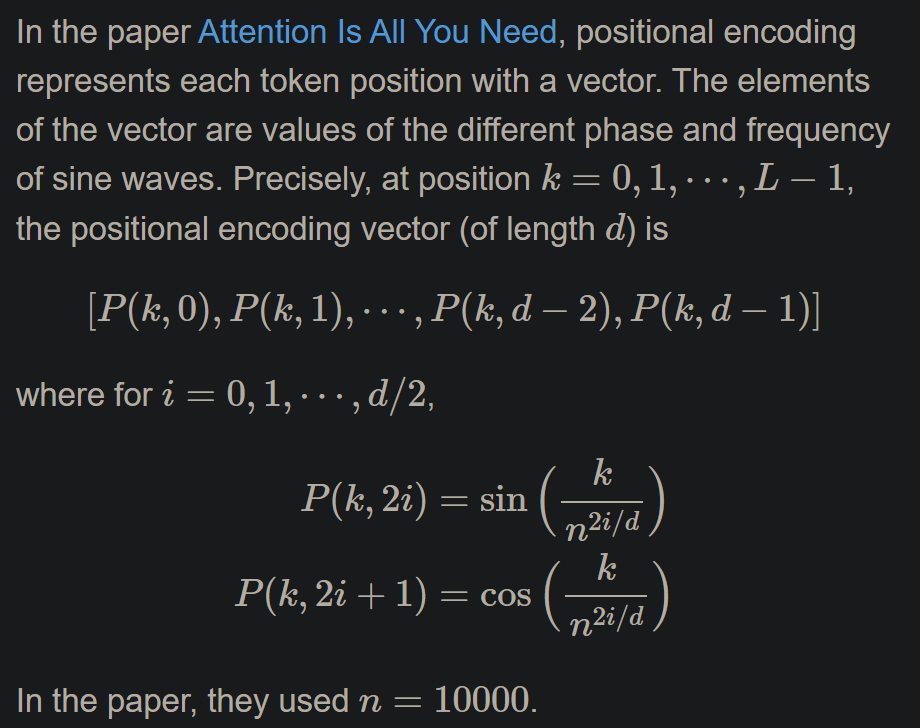 In the paper Attention Is All You Need, positional encoding
represents each token position with a vector. The elements
of the vector are values of the different phase and frequency
of sine waves. Precisely, at position k = 0, 1, ⋯, L − 1,
the positional encoding vector (of length d) is
[P(k, 0), P(k, 1), ⋯, P(k, d − 2), P(k, d − 1)]
where for i = 0, 1, ⋯, d/2,
P(k, 2i) = sin(k / n^{2i/d})
P(k, 2i + 1) = cos(k / n^{2i/d})
In the paper, they used n = 10000.